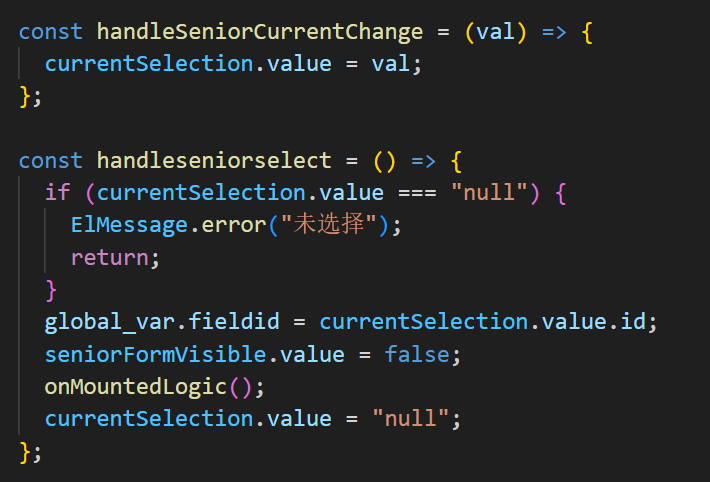 const handleSeniorCurrentChange = (val) => {
  currentSelection.value = val;
};

const handleseniorselect = () => {
  if (currentSelection.value === "null") {
    ElMessage.error("未选择");
    return;
  }
  global_var.fieldid = currentSelection.value.id;
  seniorFormVisible.value = false;
  onMountedLogic();
  currentSelection.value = "null";
};